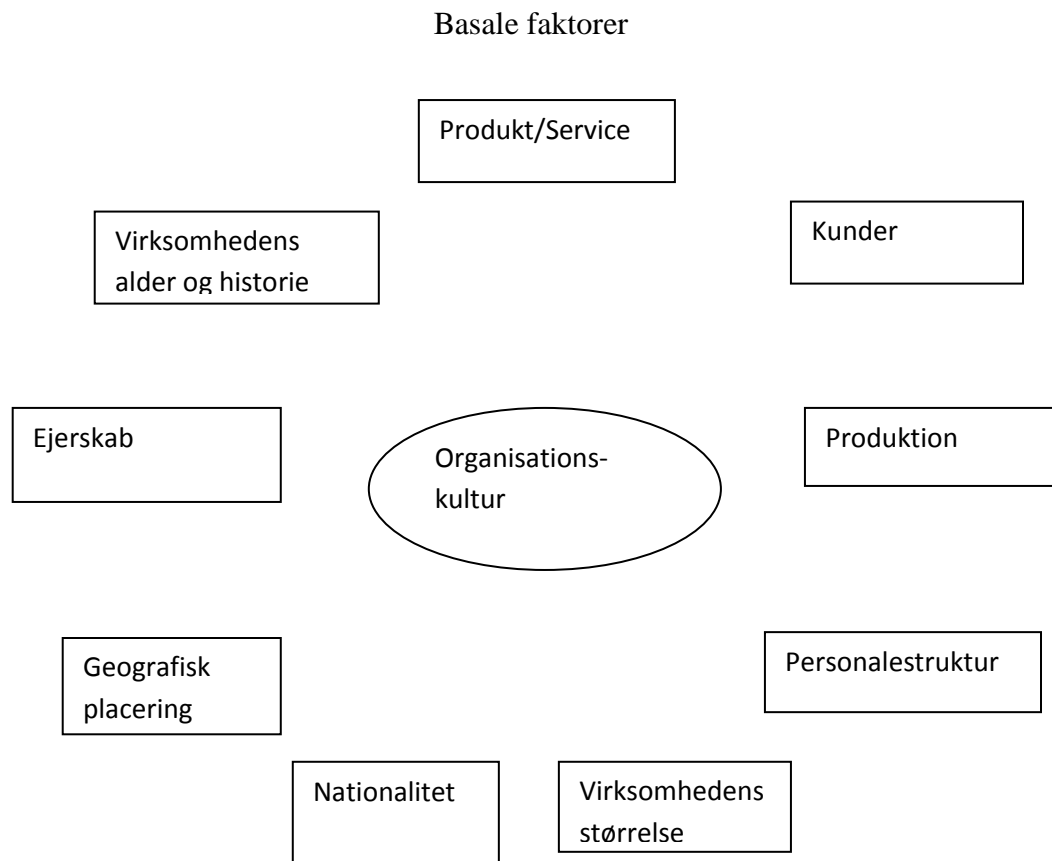 Basale faktorer
Produkt/Service
Kunder
Virksomhedens
alder og historie
Ejerskab
Organisations-
kultur
Produktion
Geografisk
placering
Personalestruktur
Nationalitet
Virksomhedens
størrelse